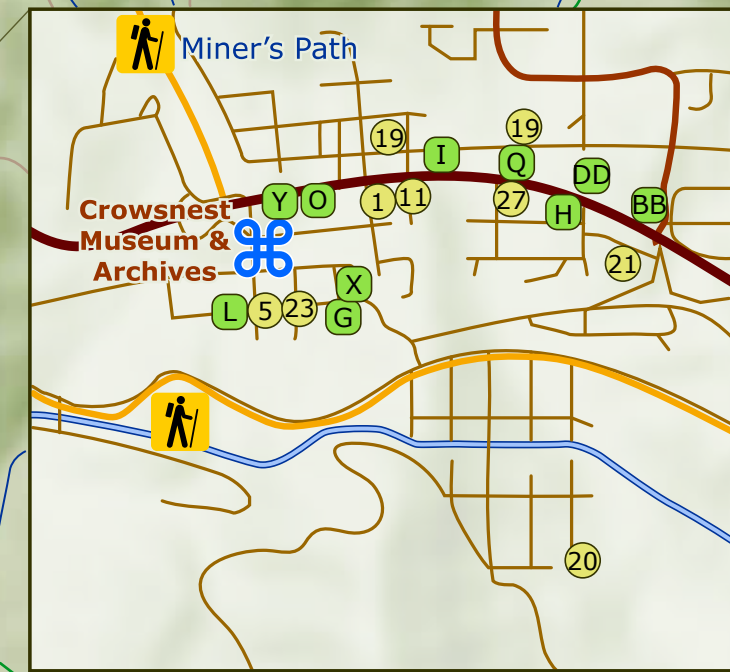 Miner's Path
19
19
I
Q
DD
Y
O
1
11
27
H
BB
Crowsnest
Museum &
Archives
21
X
L
5
23
G
20